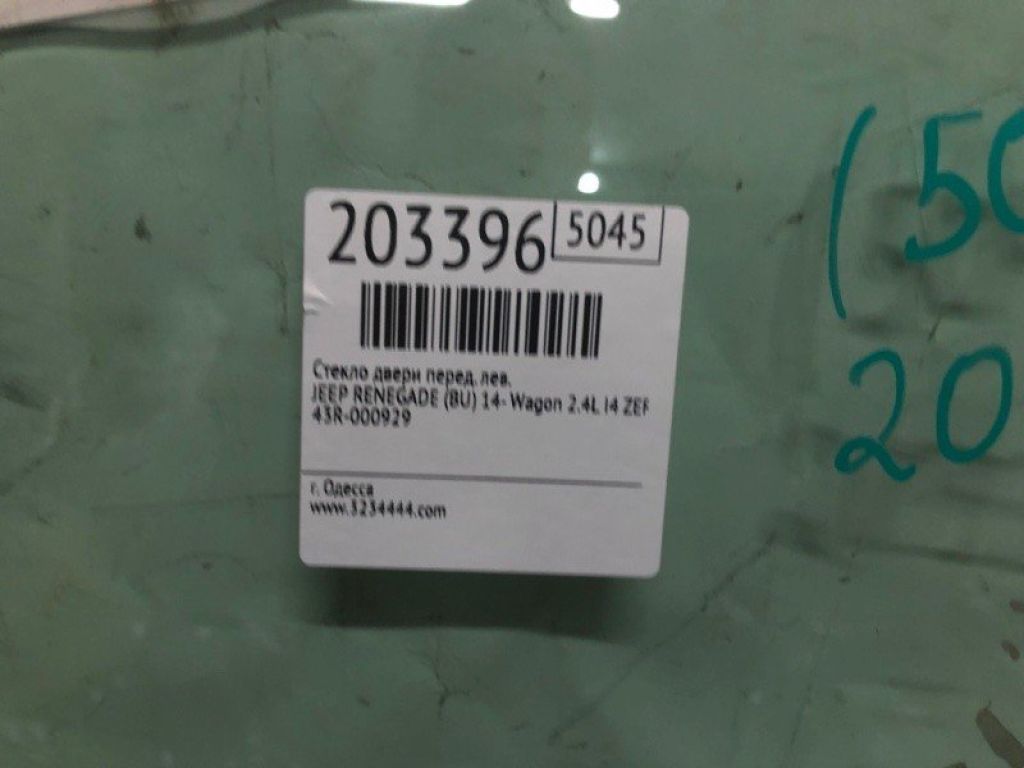 203396 5045
Стекло двери перед. лев.
JEEP RENEGADE (BU) 14- Wagon 2.4L I4 ZEF
43R-000929
г. Одесса
www.3234444.com
(50
20